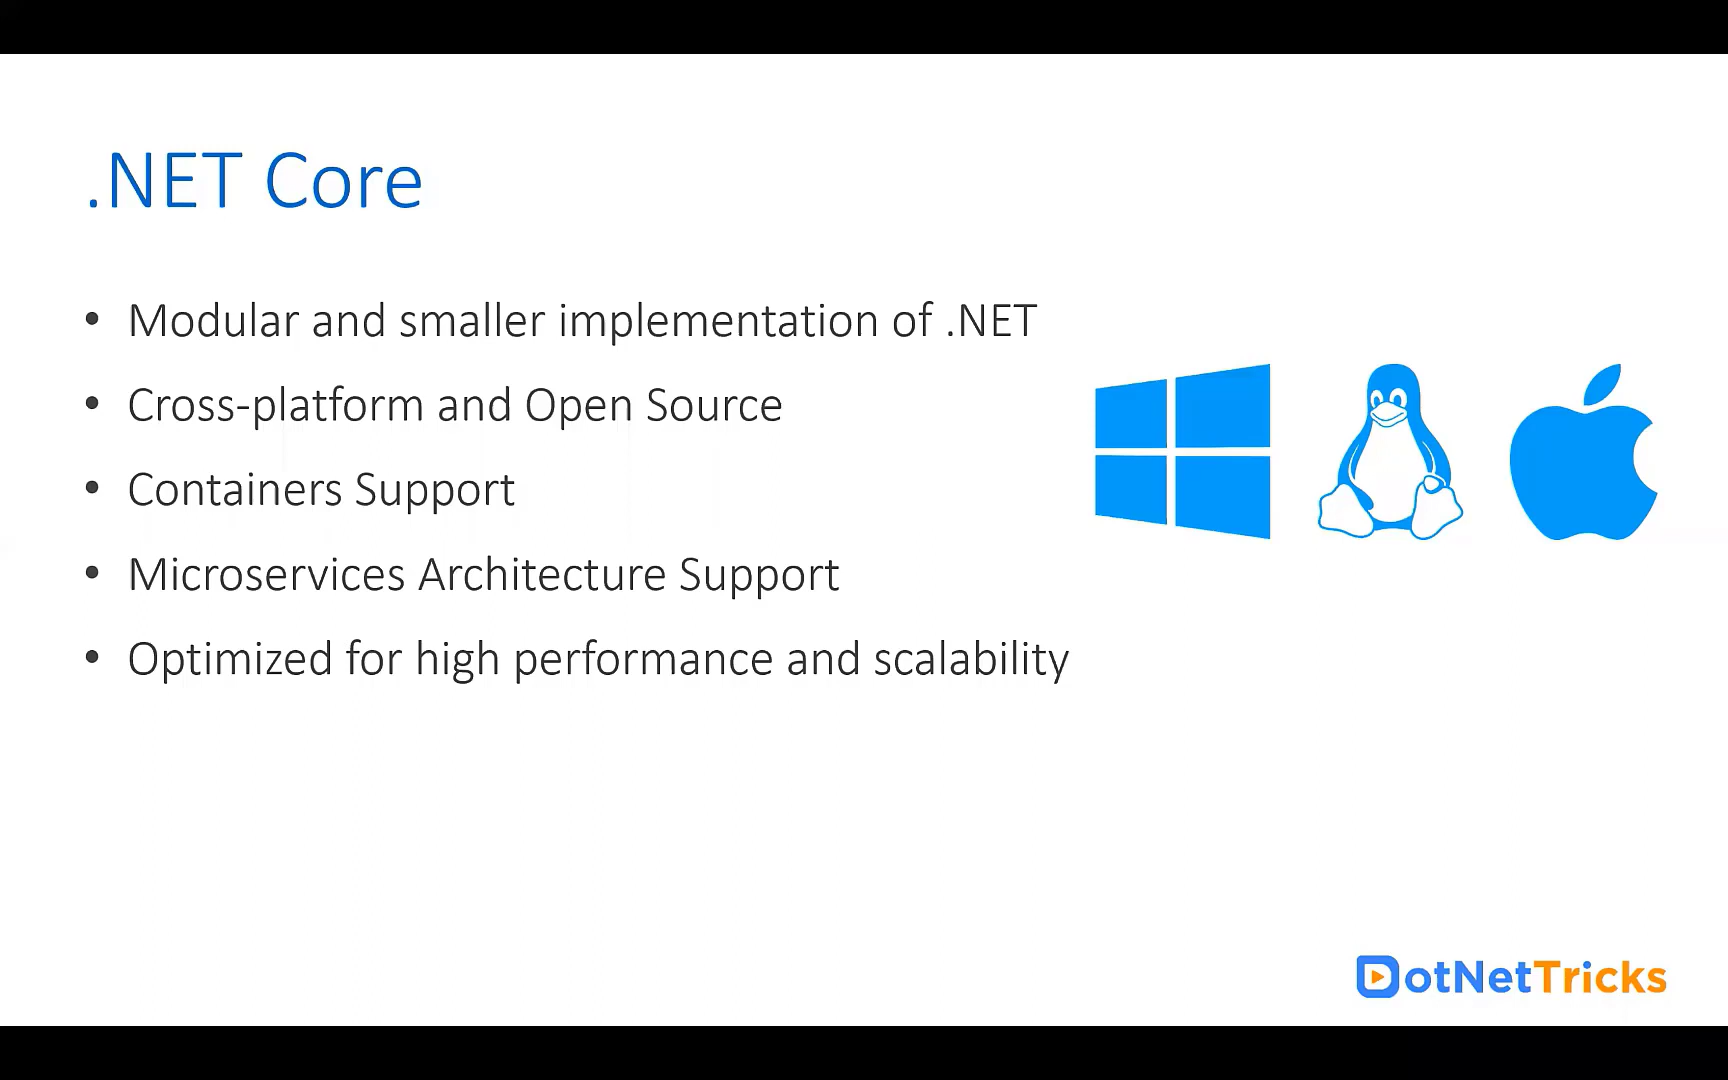 .NET Core
• Modular and smaller implementation of .NET
• Cross-platform and Open Source
• Containers Support
• Microservices Architecture Support
• Optimized for high performance and scalability
DotNetTricks